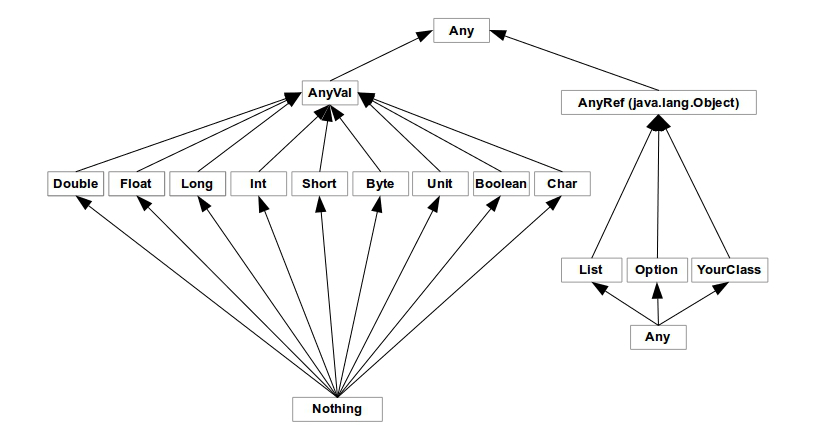 Any
AnyVal
AnyRef (java.lang.Object)
Double
Float
Long
Int
Short
Byte
Unit
Boolean
Char
List
Option
YourClass
Any
Nothing